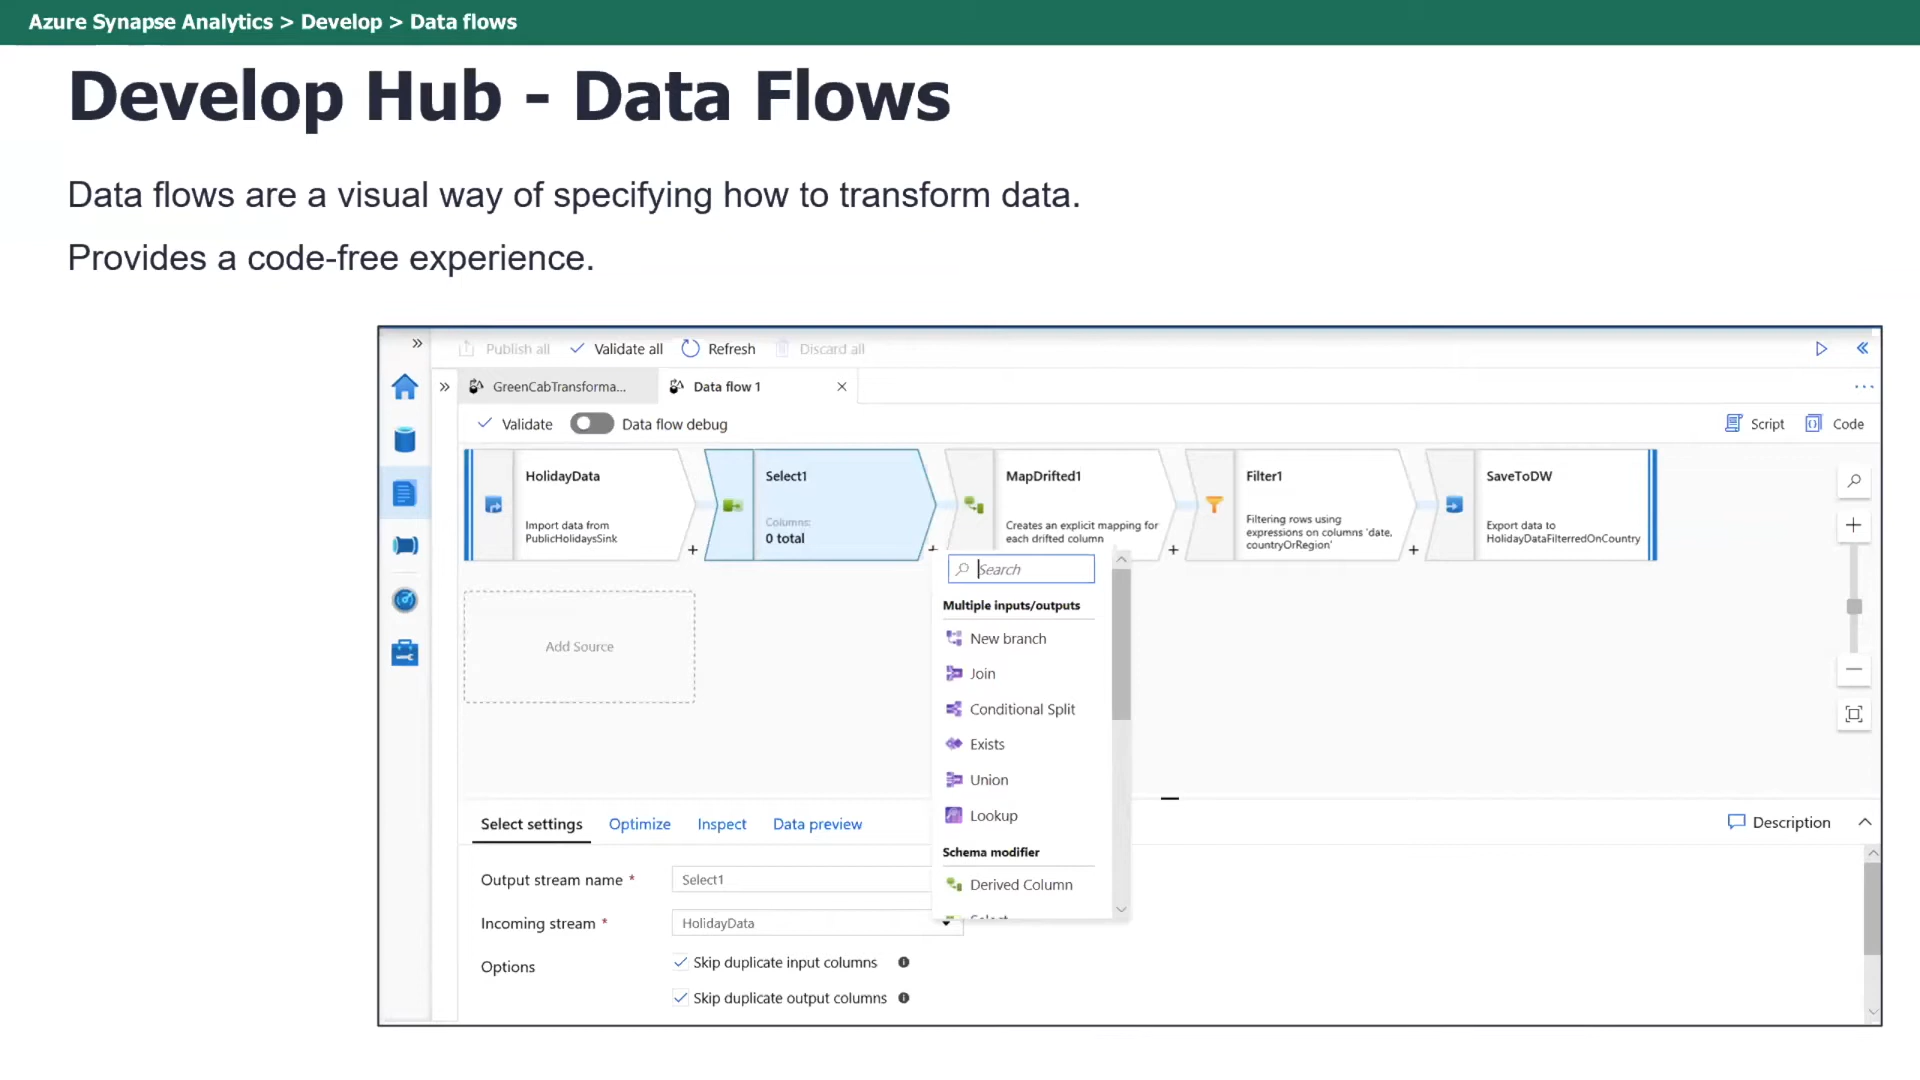 Azure Synapse Analytics > Develop > Data flows
Develop Hub - Data Flows
Data flows are a visual way of specifying how to transform data.
Provides a code-free experience.
Publish all
Validate all
Refresh
Discard all
GreenCabTransforma...
Data flow 1
Validate
Data flow debug
Script
Code
HolidayData
Import data from
PublicHolidaysSink
Select1
Columns:
0 total
MapDrifted1
Creates an explicit mapping for
each drifted column
Filter1
Filtering rows using
expressions on columns 'date,
countryOrRegion'
SaveToDW
Export data to
HolidayDataFilterredOnCountry
Add Source
Search
Multiple inputs/outputs
New branch
Join
Conditional Split
Exists
Union
Lookup
Schema modifier
Derived Column
Select
Select settings
Optimize
Inspect
Data preview
Description
Output stream name *
Select1
Incoming stream *
HolidayData
Options
Skip duplicate input columns
Skip duplicate output columns